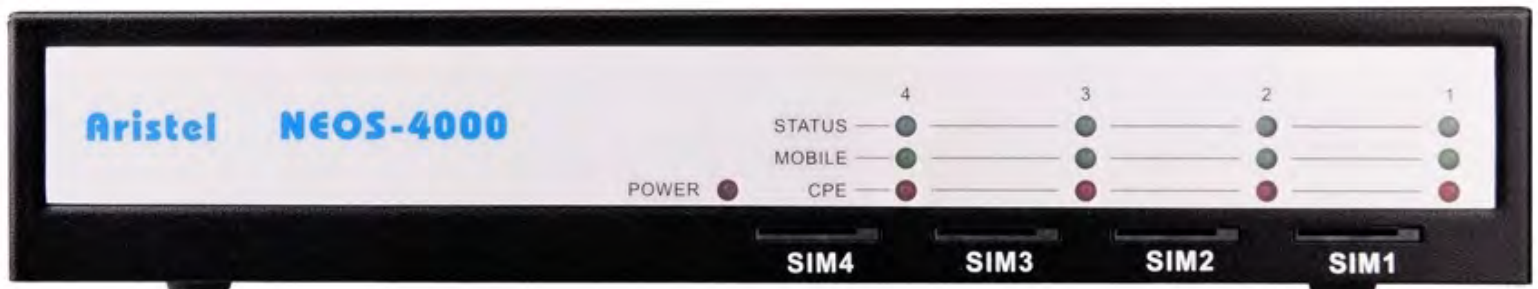 Aristel NEOS-4000
4 3 2 1
STATUS
MOBILE
POWER CPE
SIM4 SIM3 SIM2 SIM1